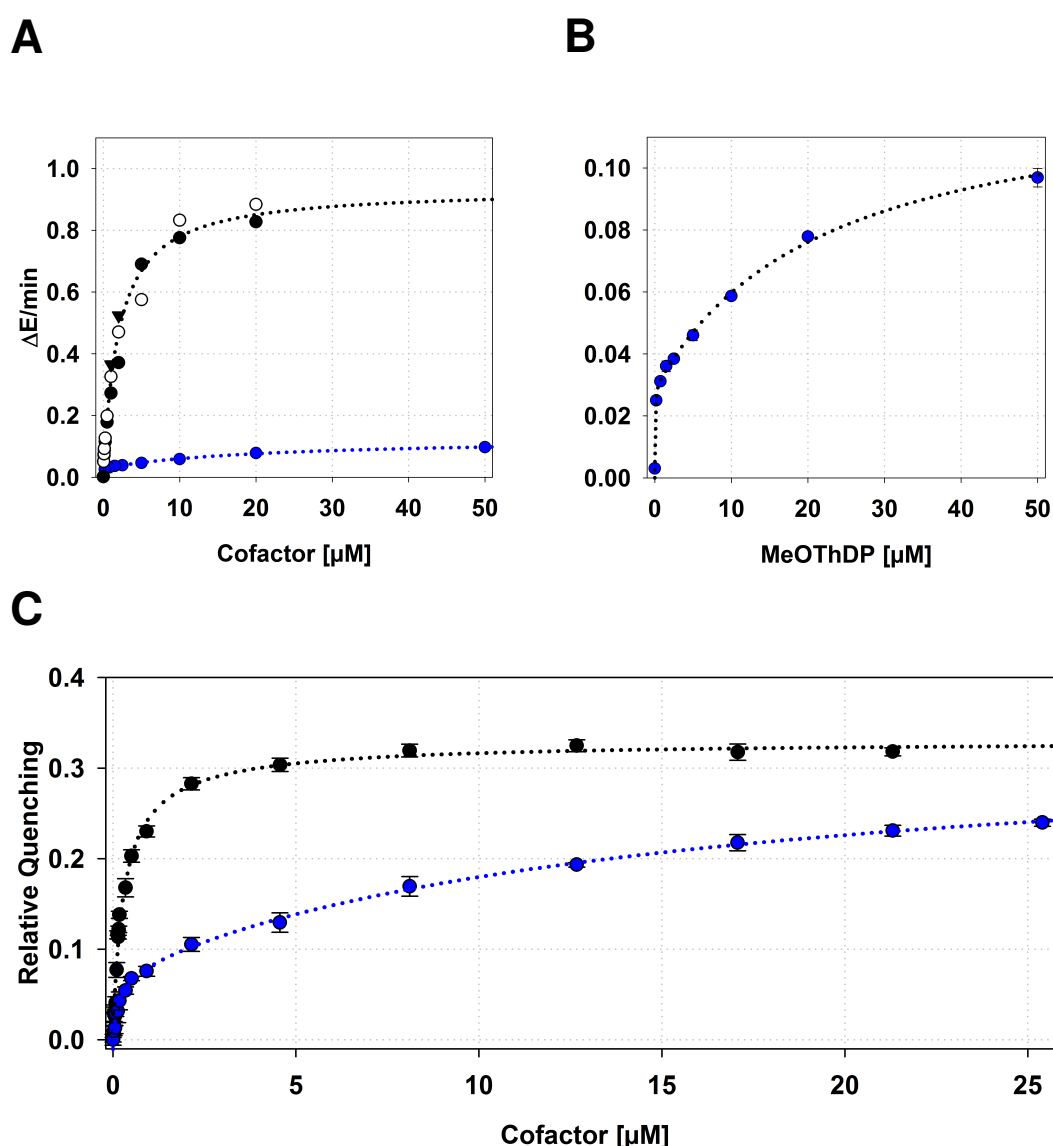 A
B
1.0
0.8
0.6
0.4
0.2
0.0
ΔE/min
0 10 20 30 40 50
Cofactor [µM]
0.10
0.08
0.06
0.04
0.02
0.00
0 10 20 30 40 50
MeOThDP [µM]
C
0.4
0.3
0.2
0.1
0.0
Relative Quenching
0 5 10 15 20 25
Cofactor [µM]